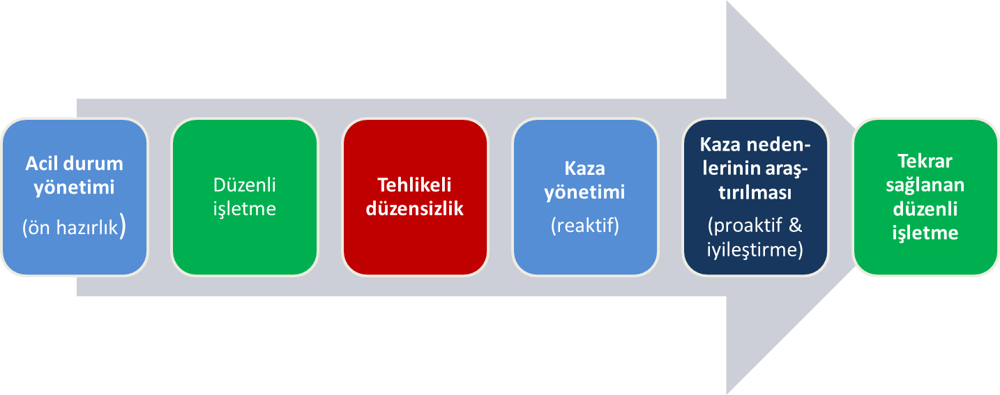 Acil durum
yönetimi
(ön hazırlık)
Düzenli
işletme
Tehlikeli
düzensizlik
Kaza
yönetimi
(reaktif)
Kaza neden-
lerinin araş-
tırılması
(proaktif &
iyileştirme)
Tekrar
sağlanan
düzenli
işletme